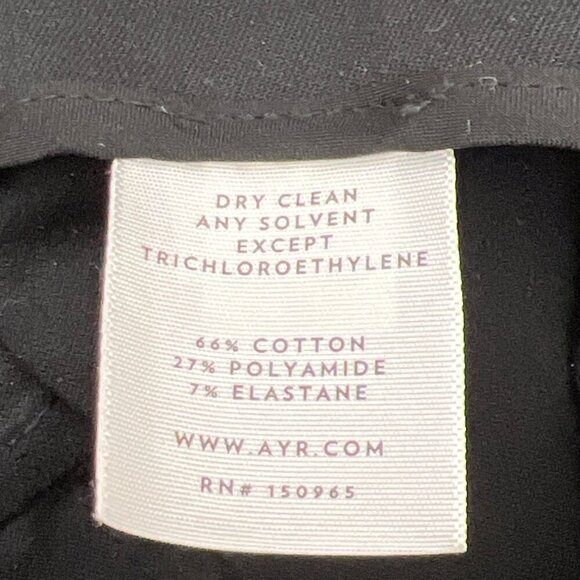 DRY CLEAN
ANY SOLVENT
EXCEPT
TRICHLOROETHYLENE
66% COTTON
27% POLYAMIDE
7% ELASTANE
WWW.AYR.COM
RN# 150965